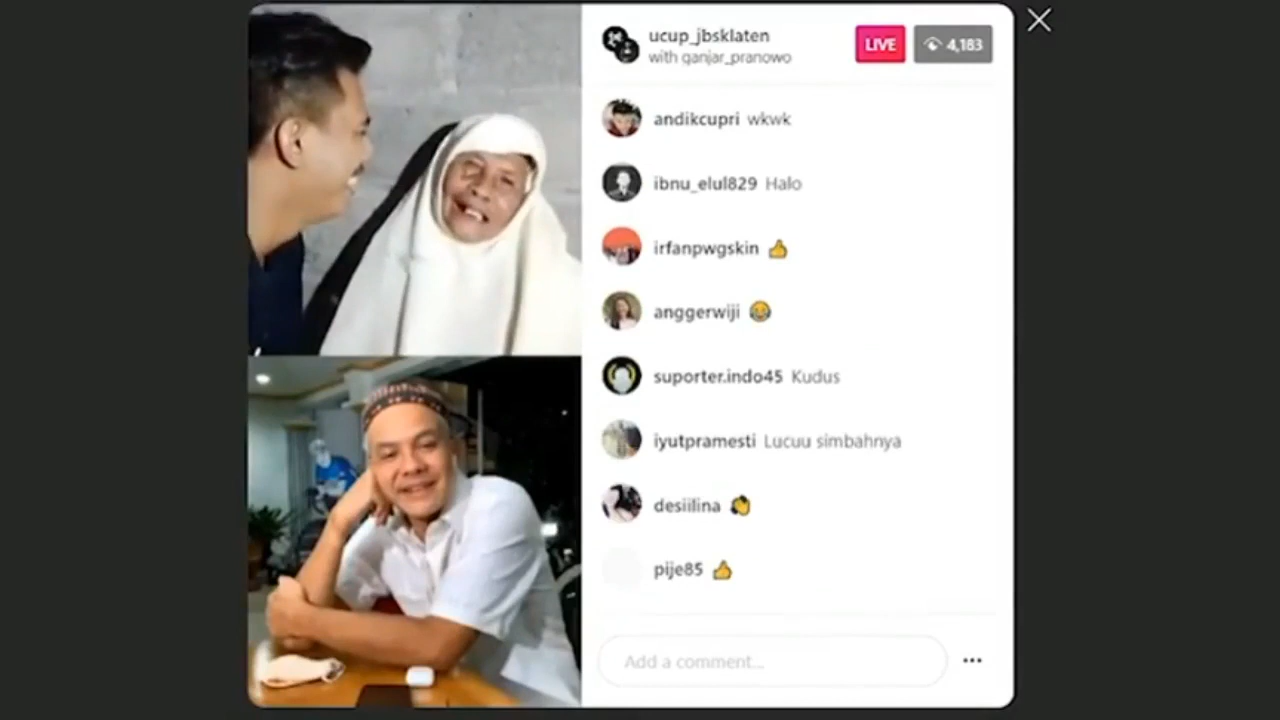 ucup_jbsklaten
with ganjar_pranowo
LIVE
4,183
andikcupri wkwk
ibnu_elul829 Halo
irfanpwgskin 👍
anggerwiji 😂
suporter.indo45 Kudus
iyutpramesti Lucuu simbahnya
desiilina 👏
pije85 👍
Add a comment...